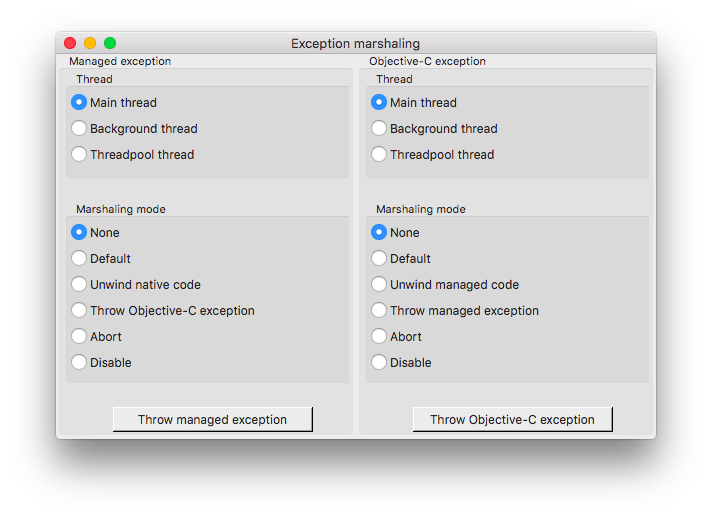 Exception marshaling
Managed exception
Thread
Main thread
Background thread
Threadpool thread
Marshaling mode
None
Default
Unwind native code
Throw Objective-C exception
Abort
Disable
Throw managed exception
Objective-C exception
Thread
Main thread
Background thread
Threadpool thread
Marshaling mode
None
Default
Unwind managed code
Throw managed exception
Abort
Disable
Throw Objective-C exception